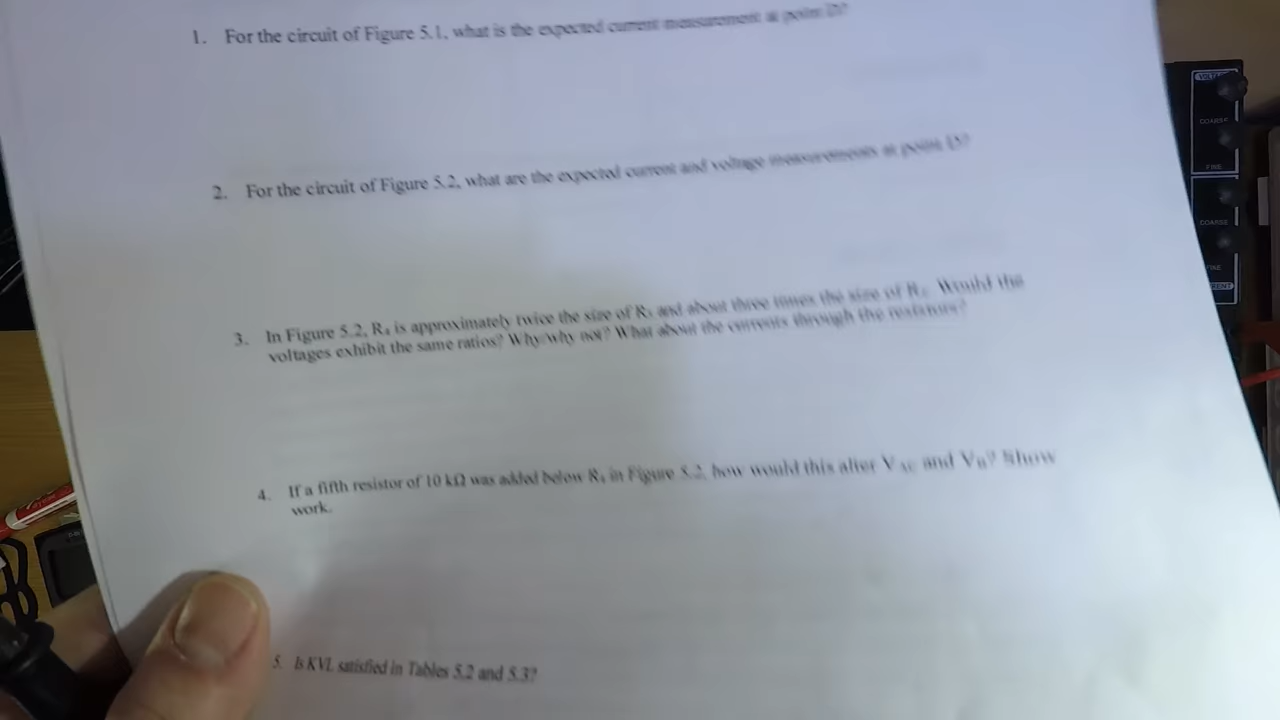 1. For the circuit of Figure 5.1, what is the expected current measurement at point D?
2. For the circuit of Figure 5.2, what are the expected current and voltage measurements at point D?
3. In Figure 5.2, R₄ is approximately twice the size of R₃ and about three times the size of R₂. Would the
voltages exhibit the same ratios? Why/why not? What about the currents through the resistors?
4. If a fifth resistor of 10 kΩ was added below R₄ in Figure 5.2, how would this alter V and V_B? Show
work.
5. Is KVL satisfied in Tables 5.2 and 5.3?
COARSE
FINE
COARSE